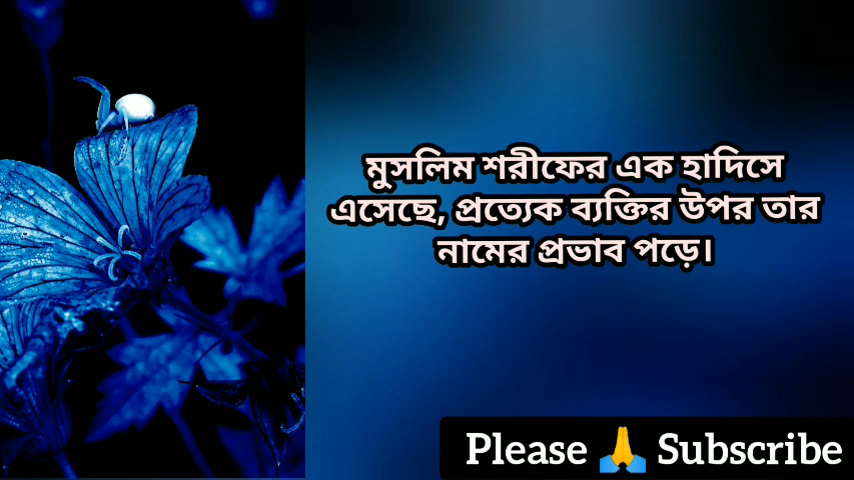 মুসলিম শরীফের এক হাদিসে
এসেছে, প্রত্যেক ব্যক্তির উপর তার
নামের প্রভাব পড়ে।
Please 🙏 Subscribe